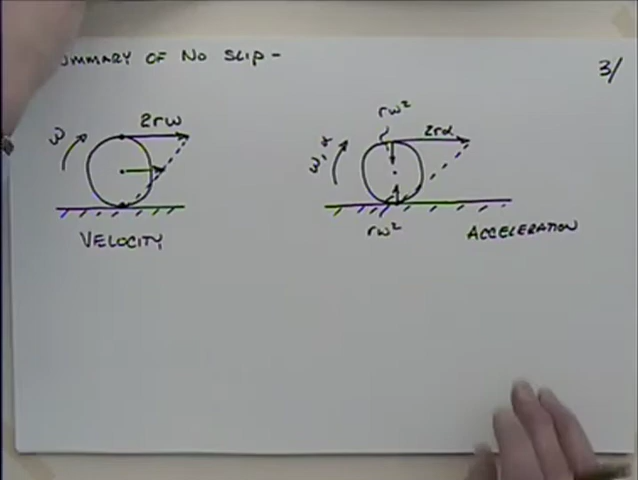 UMMARY OF NO SLIP -
3/
ω
2rω
VELOCITY
rω²
ω, α
2rα
rω²
ACCELERATION